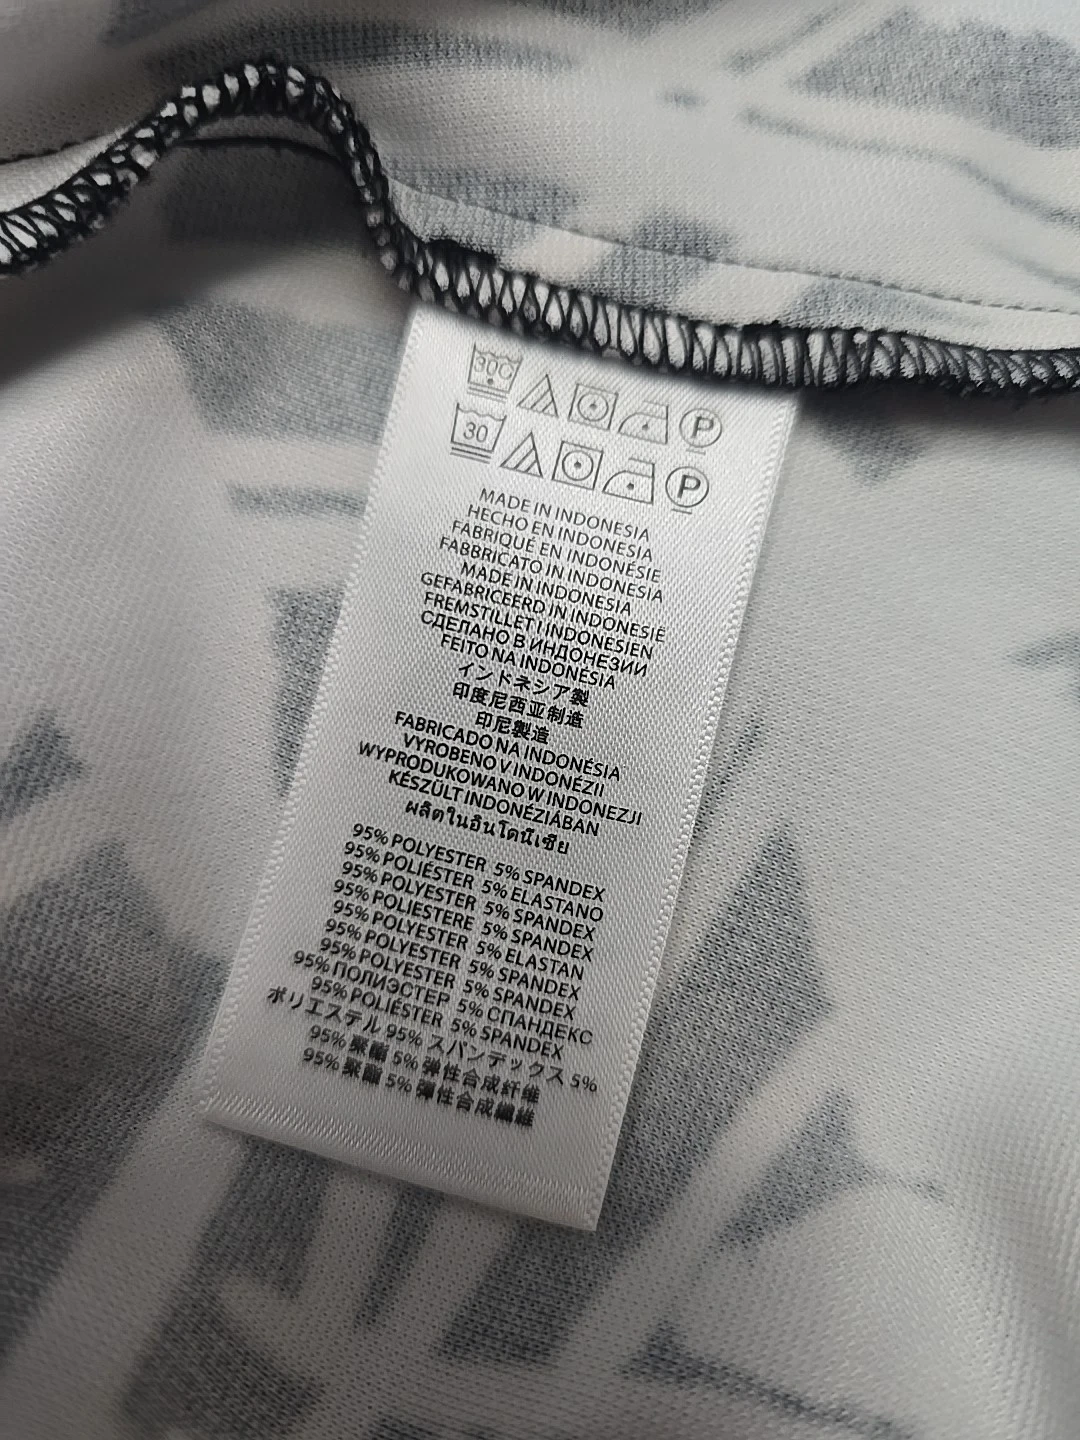 30C P
30 P
MADE IN INDONESIA
HECHO EN INDONESIA
FABRIQUÉ EN INDONÉSIE
FABBRICATO IN INDONESIA
MADE IN INDONESIA
GEFABRICEERD IN INDONESIË
FREMSTILLET I INDONESIEN
СДЕЛАНО В ИНДОНЕЗИИ
FEITO NA INDONÉSIA
インドネシア製
印度尼西亚制造
印尼製造
FABRICADO NA INDONÉSIA
VYROBENO V INDONÉZII
WYPRODUKOWANO W INDONEZJI
KÉSZÜLT INDONÉZIÁBAN
ผลิตในอินโดนีเซีย
95% POLYESTER 5% SPANDEX
95% POLIÉSTER 5% ELASTANO
95% POLYESTER 5% SPANDEX
95% POLIESTERE 5% SPANDEX
95% POLYESTER 5% ELASTAN
95% POLYESTER 5% SPANDEX
95% POLYESTER 5% SPANDEX
95% ПОЛИЭСТЕР 5% СПАНДЕКС
95% POLIÉSTER 5% SPANDEX
ポリエステル 95% スパンデックス 5%
95% 聚酯 5% 弹性合成纤维
95% 聚酯 5% 彈性合成纖維